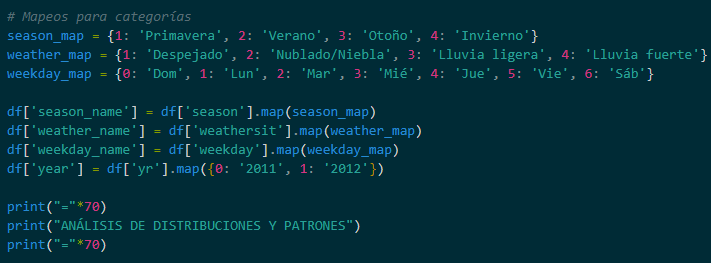 # Mapeos para categorías
season_map = {1: 'Primavera', 2: 'Verano', 3: 'Otoño', 4: 'Invierno'}
weather_map = {1: 'Despejado', 2: 'Nublado/Niebla', 3: 'Lluvia ligera', 4: 'Lluvia fuerte'}
weekday_map = {0: 'Dom', 1: 'Lun', 2: 'Mar', 3: 'Mié', 4: 'Jue', 5: 'Vie', 6: 'Sáb'}
df['season_name'] = df['season'].map(season_map)
df['weather_name'] = df['weathersit'].map(weather_map)
df['weekday_name'] = df['weekday'].map(weekday_map)
df['year'] = df['yr'].map({0: '2011', 1: '2012'})
print("="*70)
print("ANÁLISIS DE DISTRIBUCIONES Y PATRONES")
print("="*70)